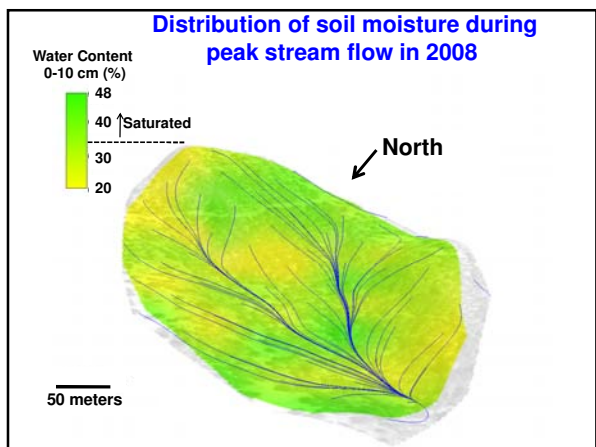 Distribution of soil moisture during
peak stream flow in 2008
Water Content
0-10 cm (%)
48
40
Saturated
30
20
North
50 meters